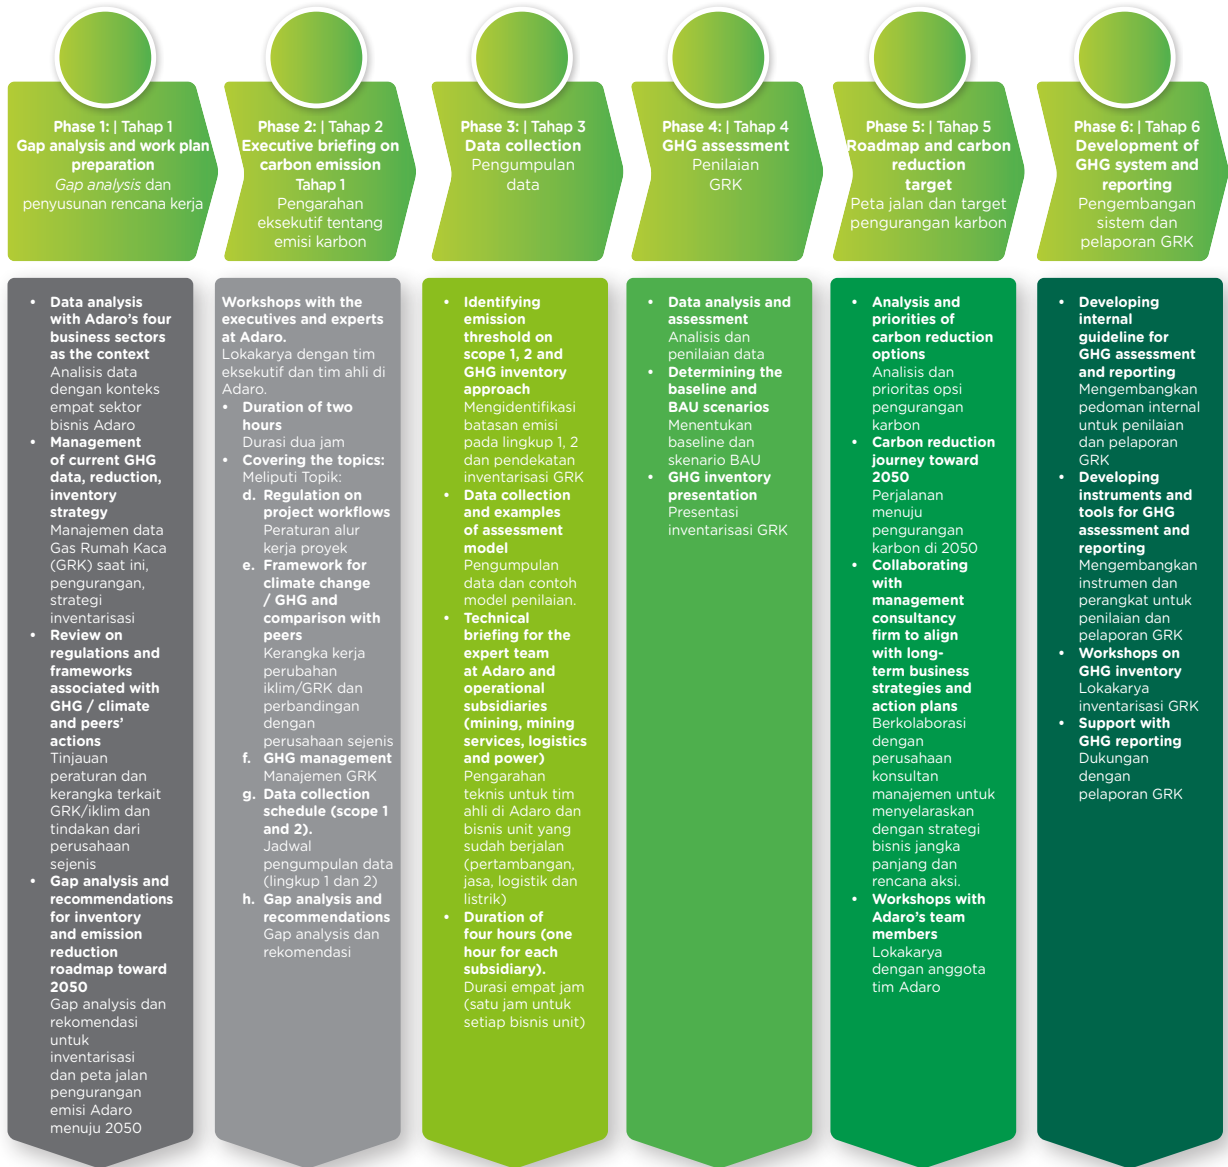 Phase 1: | Tahap 1
Gap analysis and work plan
preparation
Gap analysis dan
penyusunan rencana kerja
Phase 2: | Tahap 2
Executive briefing on
carbon emission
Tahap 1
Pengarahan
eksekutif tentang
emisi karbon
Phase 3: | Tahap 3
Data collection
Pengumpulan
data
Phase 4: | Tahap 4
GHG assessment
Penilaian
GRK
Phase 5: | Tahap 5
Roadmap and carbon
reduction
target
Peta jalan dan target
pengurangan karbon
Phase 6: | Tahap 6
Development of
GHG system and
reporting
Pengembangan
sistem dan
pelaporan GRK
• Data analysis
with Adaro's four
business sectors
as the context
Analisis data
dengan konteks
empat sektor
bisnis Adaro
• Management
of current GHG
data, reduction,
inventory
strategy
Manajemen data
Gas Rumah Kaca
(GRK) saat ini,
pengurangan,
strategi
inventarisasi
• Review on
regulations and
frameworks
associated with
GHG / climate
and peers'
actions
Tinjauan
peraturan dan
kerangka terkait
GRK/iklim dan
tindakan dari
perusahaan
sejenis
• Gap analysis and
recommendations
for inventory
and emission
reduction
roadmap toward
2050
Gap analysis dan
rekomendasi
untuk
inventarisasi
dan peta jalan
pengurangan
emisi Adaro
menuju 2050
Workshops with the
executives and experts
at Adaro.
Lokakarya dengan tim
eksekutif dan tim ahli di
Adaro.
• Duration of two
hours
Durasi dua jam
• Covering the topics:
Meliputi Topik:
d. Regulation on
project workflows
Peraturan alur
kerja proyek
e. Framework for
climate change
/ GHG and
comparison with
peers
Kerangka kerja
perubahan
iklim/GRK dan
perbandingan
dengan
perusahaan sejenis
f. GHG management
Manajemen GRK
g. Data collection
schedule (scope 1
and 2).
Jadwal
pengumpulan data
(lingkup 1 dan 2)
h. Gap analysis and
recommendations
Gap analysis dan
rekomendasi
• Identifying
emission
threshold on
scope 1, 2 and
GHG inventory
approach
Mengidentifikasi
batasan emisi
pada lingkup 1, 2
dan pendekatan
inventarisasi GRK
• Data collection
and examples
of assessment
model
Pengumpulan
data dan contoh
model penilaian.
• Technical
briefing for the
expert team
at Adaro and
operational
subsidiaries
(mining, mining
services, logistics
and power)
Pengarahan
teknis untuk tim
ahli di Adaro dan
bisnis unit yang
sudah berjalan
(pertambangan,
jasa, logistik dan
listrik)
• Duration of
four hours (one
hour for each
subsidiary).
Durasi empat jam
(satu jam untuk
setiap bisnis unit)
• Data analysis and
assessment
Analisis dan
penilaian data
• Determining the
baseline and
BAU scenarios
Menentukan
baseline dan
skenario BAU
• GHG inventory
presentation
Presentasi
inventarisasi GRK
• Analysis and
priorities of
carbon reduction
options
Analisis dan
prioritas opsi
pengurangan
karbon
• Carbon reduction
journey toward
2050
Perjalanan
menuju
pengurangan
karbon di 2050
• Collaborating
with
management
consultancy
firm to align
with long-
term business
strategies and
action plans
Berkolaborasi
dengan
perusahaan
konsultan
manajemen untuk
menyelaraskan
dengan strategi
bisnis jangka
panjang dan
rencana aksi.
• Workshops with
Adaro's team
members
Lokakarya
dengan anggota
tim Adaro
• Developing
internal
guideline for
GHG assessment
and reporting
Mengembangkan
pedoman internal
untuk penilaian
dan pelaporan
GRK
• Developing
instruments and
tools for GHG
assessment and
reporting
Mengembangkan
instrumen dan
perangkat untuk
penilaian dan
pelaporan GRK
• Workshops on
GHG inventory
Lokakarya
inventarisasi GRK
• Support with
GHG reporting
Dukungan
dengan
pelaporan GRK